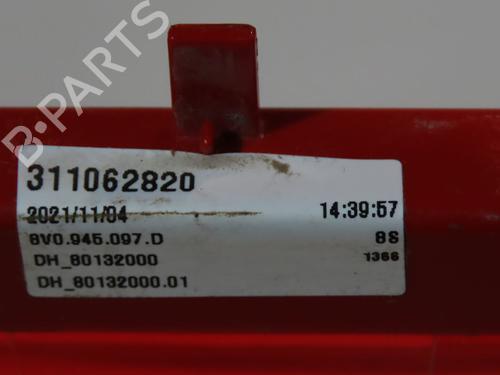 B-PARTS
311062820
2021/11/04 14:39:57
8V0.945.097.D 8S
DH_80132000 1366
DH_80132000.01